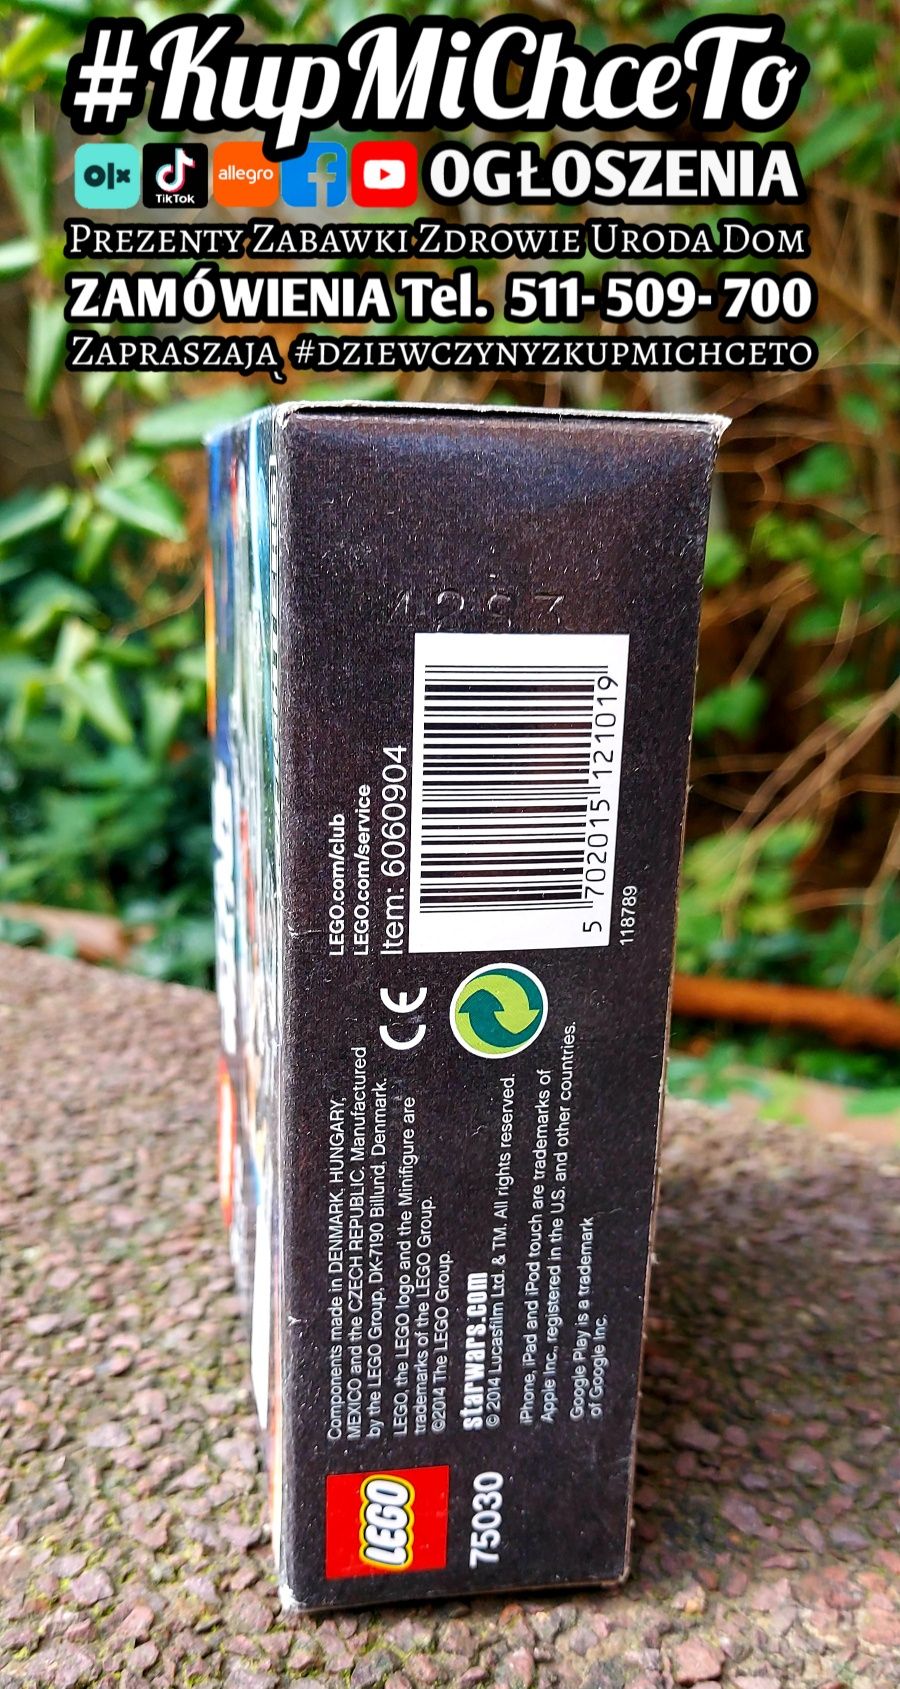 #KupMiChceTo
olx TikTok allegro OGŁOSZENIA
PREZENTY ZABAWKI ZDROWIE URODA DOM
ZAMÓWIENIA Tel. 511-509-700
ZAPRASZAJĄ #DZIEWCZYNYZKUPMICHCETO
LEGO.com/club
LEGO.com/service
Item: 6060904
5 702015 121019
118789
CE
Components made in DENMARK, HUNGARY,
MEXICO and the CZECH REPUBLIC. Manufactured
by the LEGO Group, DK-7190 Billund, Denmark.
LEGO, the LEGO logo and the Minifigure are
trademarks of the LEGO Group.
©2014 The LEGO Group.
starwars.com
© 2014 Lucasfilm Ltd. & TM. All rights reserved.
iPhone, iPad and iPod touch are trademarks of
Apple Inc., registered in the U.S. and other countries.
Google Play is a trademark
of Google Inc.
LEGO
75030